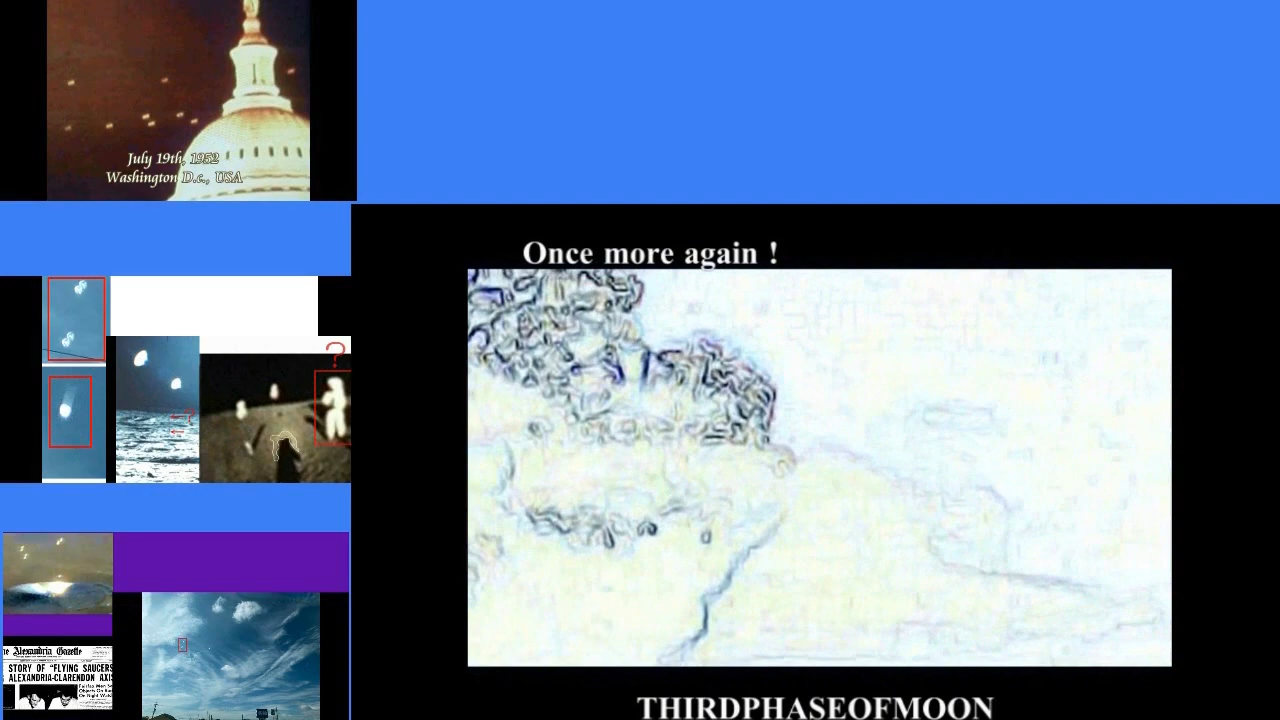 July 19th, 1952
Washington D.c., USA
Once more again !
?
?
The Alexandria Gazette
STORY OF "FLYING SAUCERS
ALEXANDRIA-CLARENDON AXIS
THIRDPHASEOFMOON